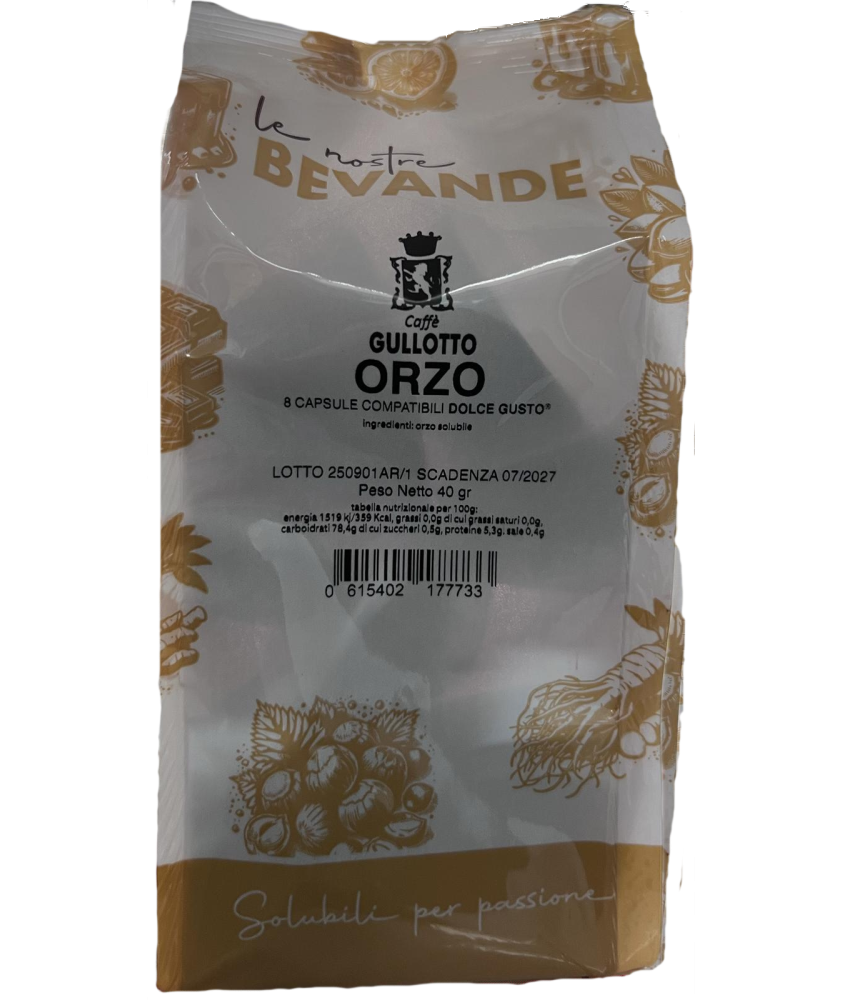 le nostre
BEVANDE
Caffè
GULLOTTO
ORZO
8 CAPSULE COMPATIBILI DOLCE GUSTO®
ingredienti: orzo solubile
LOTTO 250901AR/1 SCADENZA 07/2027
Peso Netto 40 gr
tabella nutrizionale per 100g:
energia 1519 kj/359 Kcal, grassi 0,0g di cui grassi saturi 0,0g,
carboidrati 78,4g di cui zuccheri 0,5g, proteine 5,3g. sale 0,4g
0 615402 177733
Solubili per passione